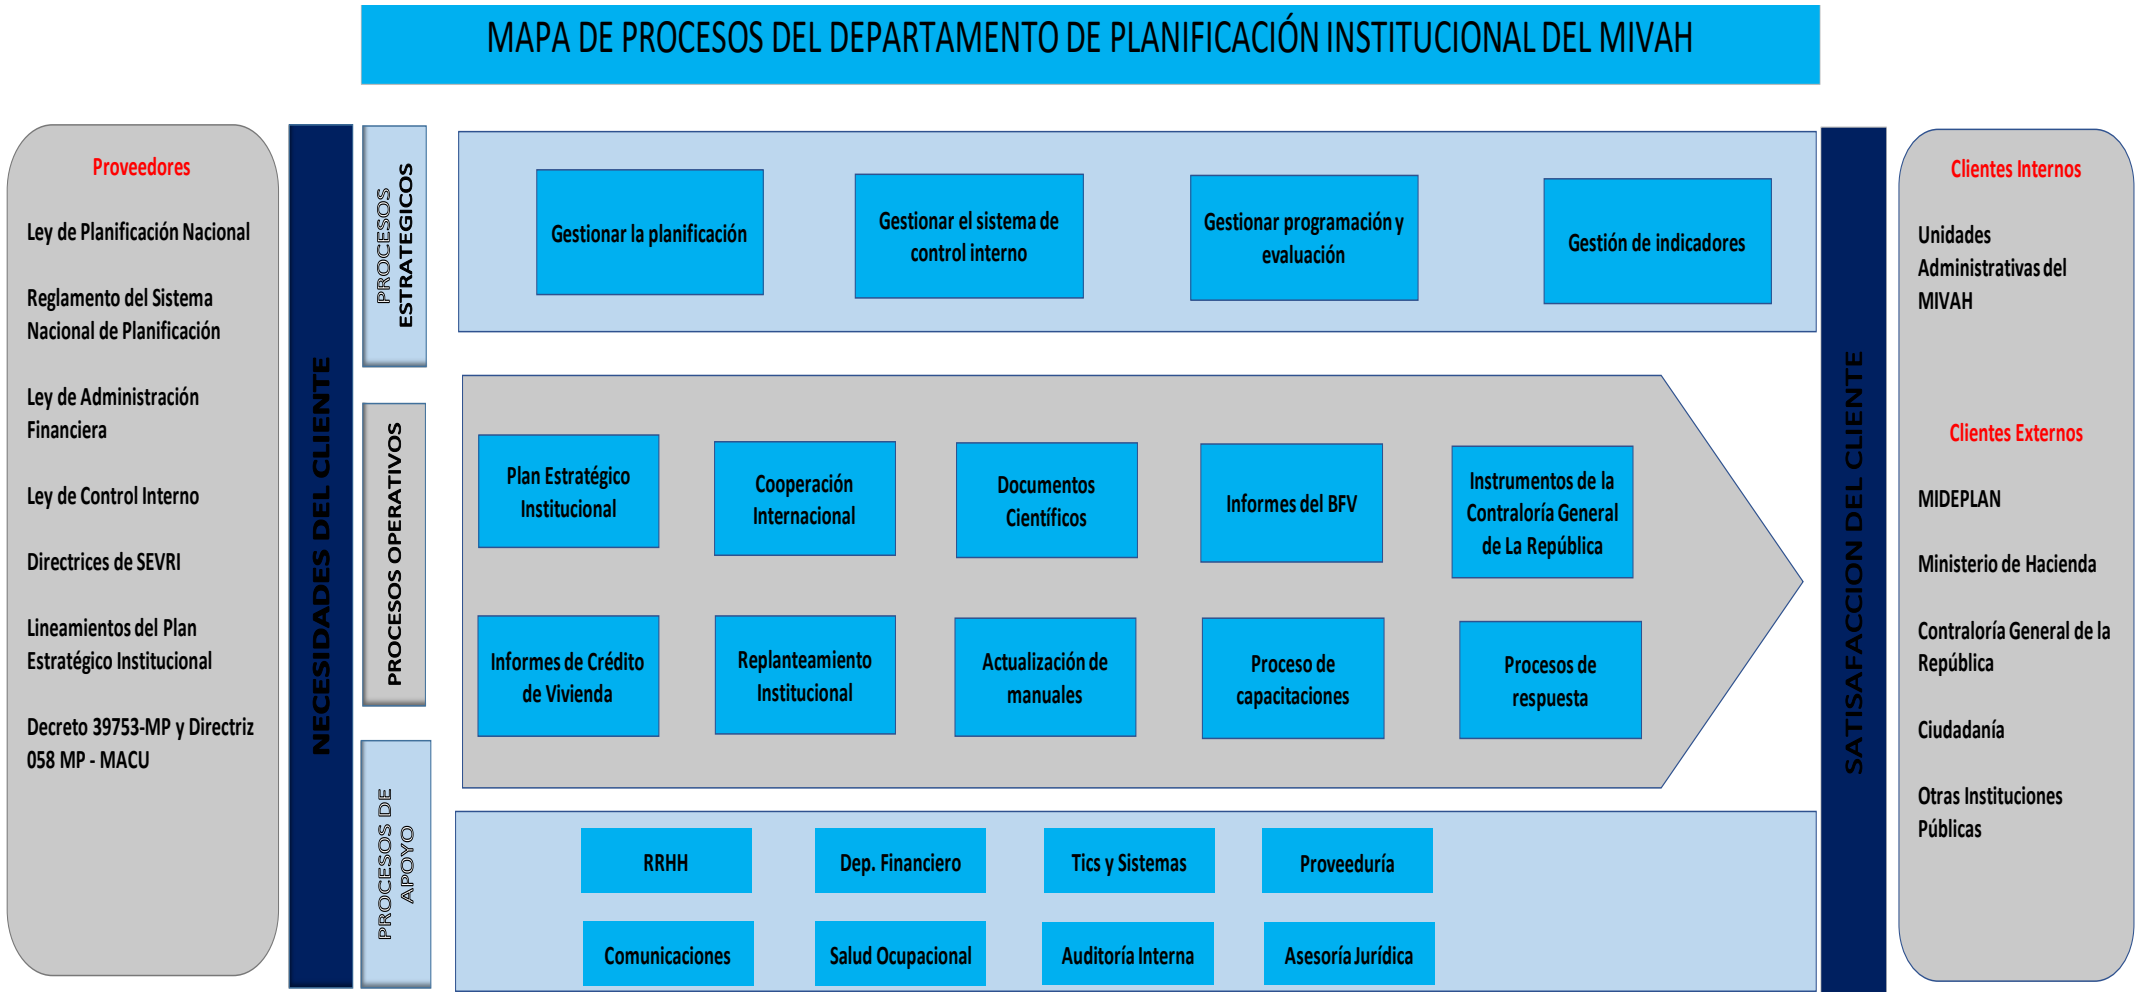 MAPA DE PROCESOS DEL DEPARTAMENTO DE PLANIFICACIÓN INSTITUCIONAL DEL MIVAH
Proveedores
Ley de Planificación Nacional
Reglamento del Sistema
Nacional de Planificación
Ley de Administración
Financiera
Ley de Control Interno
Directrices de SEVRI
Lineamientos del Plan
Estratégico Institucional
Decreto 39753-MP y Directriz
058 MP - MACU
NECESIDADES DEL CLIENTE
PROCESOS
ESTRATEGICOS
Gestionar la planificación
Gestionar el sistema de
control interno
Gestionar programación y
evaluación
Gestión de indicadores
PROCESOS OPERATIVOS
Plan Estratégico
Institucional
Cooperación
Internacional
Documentos
Científicos
Informes del BFV
Instrumentos de la
Contraloría General
de La República
Informes de Crédito
de Vivienda
Replanteamiento
Institucional
Actualización de
manuales
Proceso de
capacitaciones
Procesos de
respuesta
PROCESOS DE
APOYO
RRHH
Dep. Financiero
Tics y Sistemas
Proveeduría
Comunicaciones
Salud Ocupacional
Auditoría Interna
Asesoría Jurídica
SATISAFACCION DEL CLIENTE
Clientes Internos
Unidades
Administrativas del
MIVAH
Clientes Externos
MIDEPLAN
Ministerio de Hacienda
Contraloría General de la
República
Ciudadanía
Otras Instituciones
Públicas